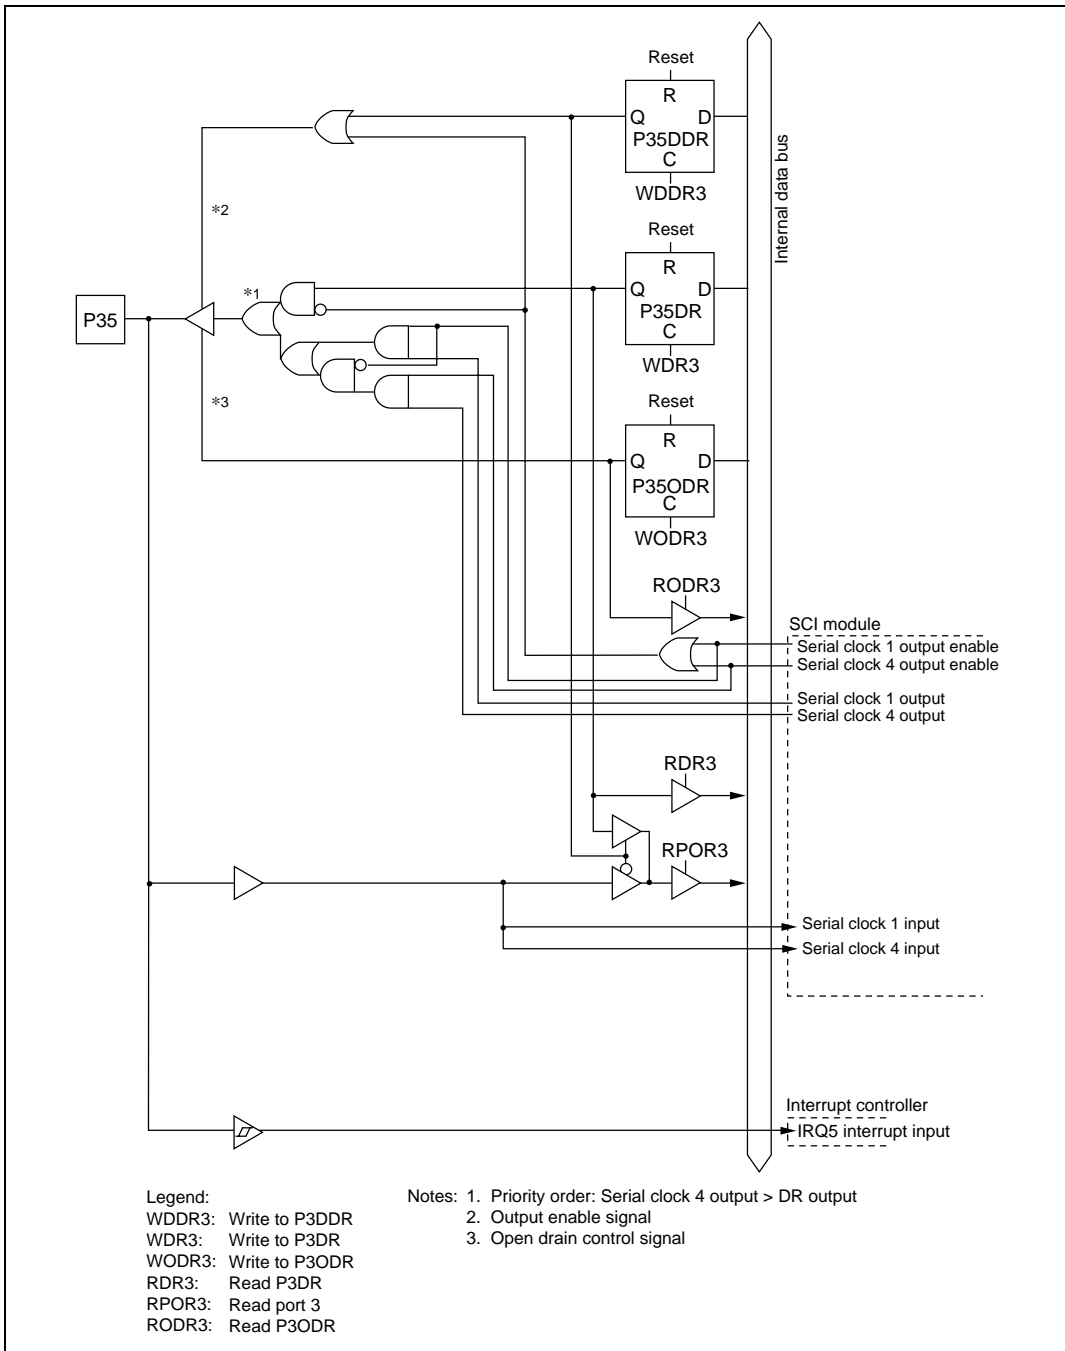 Reset
R
Q D
P35DDR
C
WDDR3
Internal data bus
*2
Reset
R
*1
Q D
P35
P35DR
C
WDR3
*3
Reset
R
Q D
P35ODR
C
WODR3
RODR3
SCI module
Serial clock 1 output enable
Serial clock 4 output enable
Serial clock 1 output
Serial clock 4 output
RDR3
RPOR3
Serial clock 1 input
Serial clock 4 input
Interrupt controller
IRQ5 interrupt input
Legend:
WDDR3: Write to P3DDR
WDR3: Write to P3DR
WODR3: Write to P3ODR
RDR3: Read P3DR
RPOR3: Read port 3
RODR3: Read P3ODR
Notes: 1. Priority order: Serial clock 4 output > DR output
2. Output enable signal
3. Open drain control signal